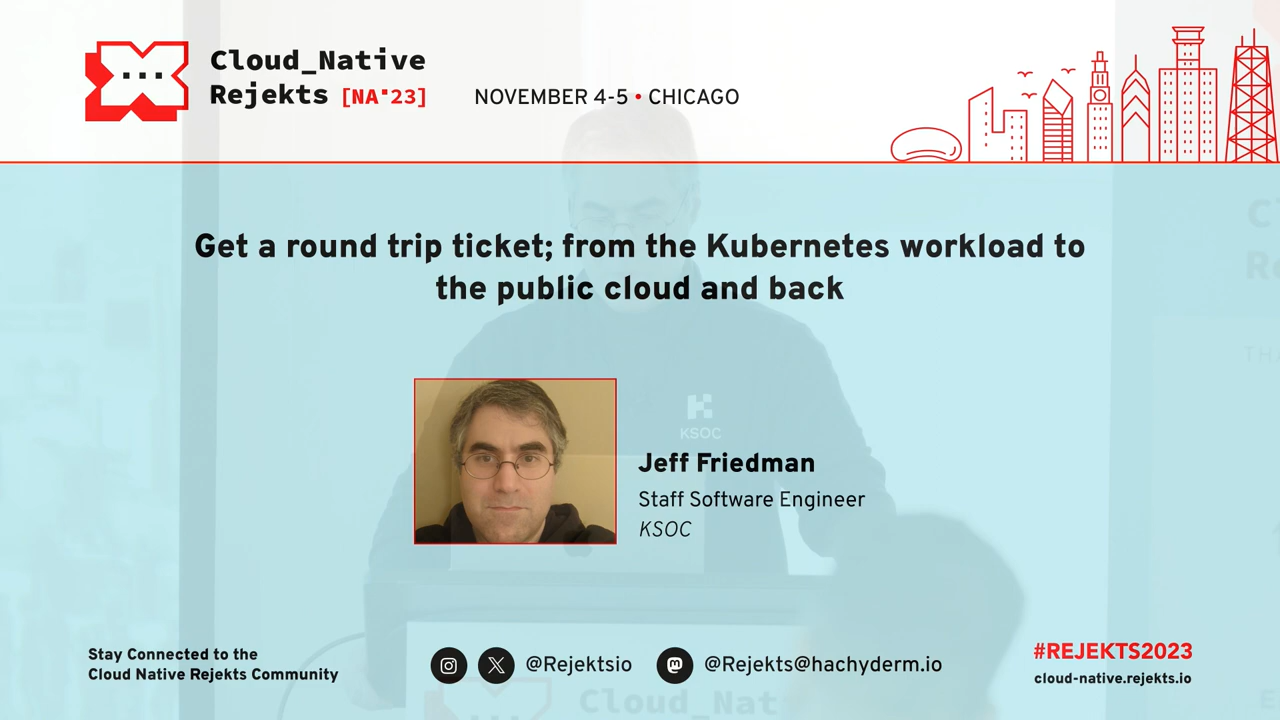 Cloud_Native
Rejekts [NA'23]
NOVEMBER 4-5 • CHICAGO
Get a round trip ticket; from the Kubernetes workload to
the public cloud and back
KSOC
Jeff Friedman
Staff Software Engineer
KSOC
Stay Connected to the
Cloud Native Rejekts Community
@Rejektsio
@Rejekts@hachyderm.io
#REJEKTS2023
cloud-native.rejekts.io
Cloud_Nat